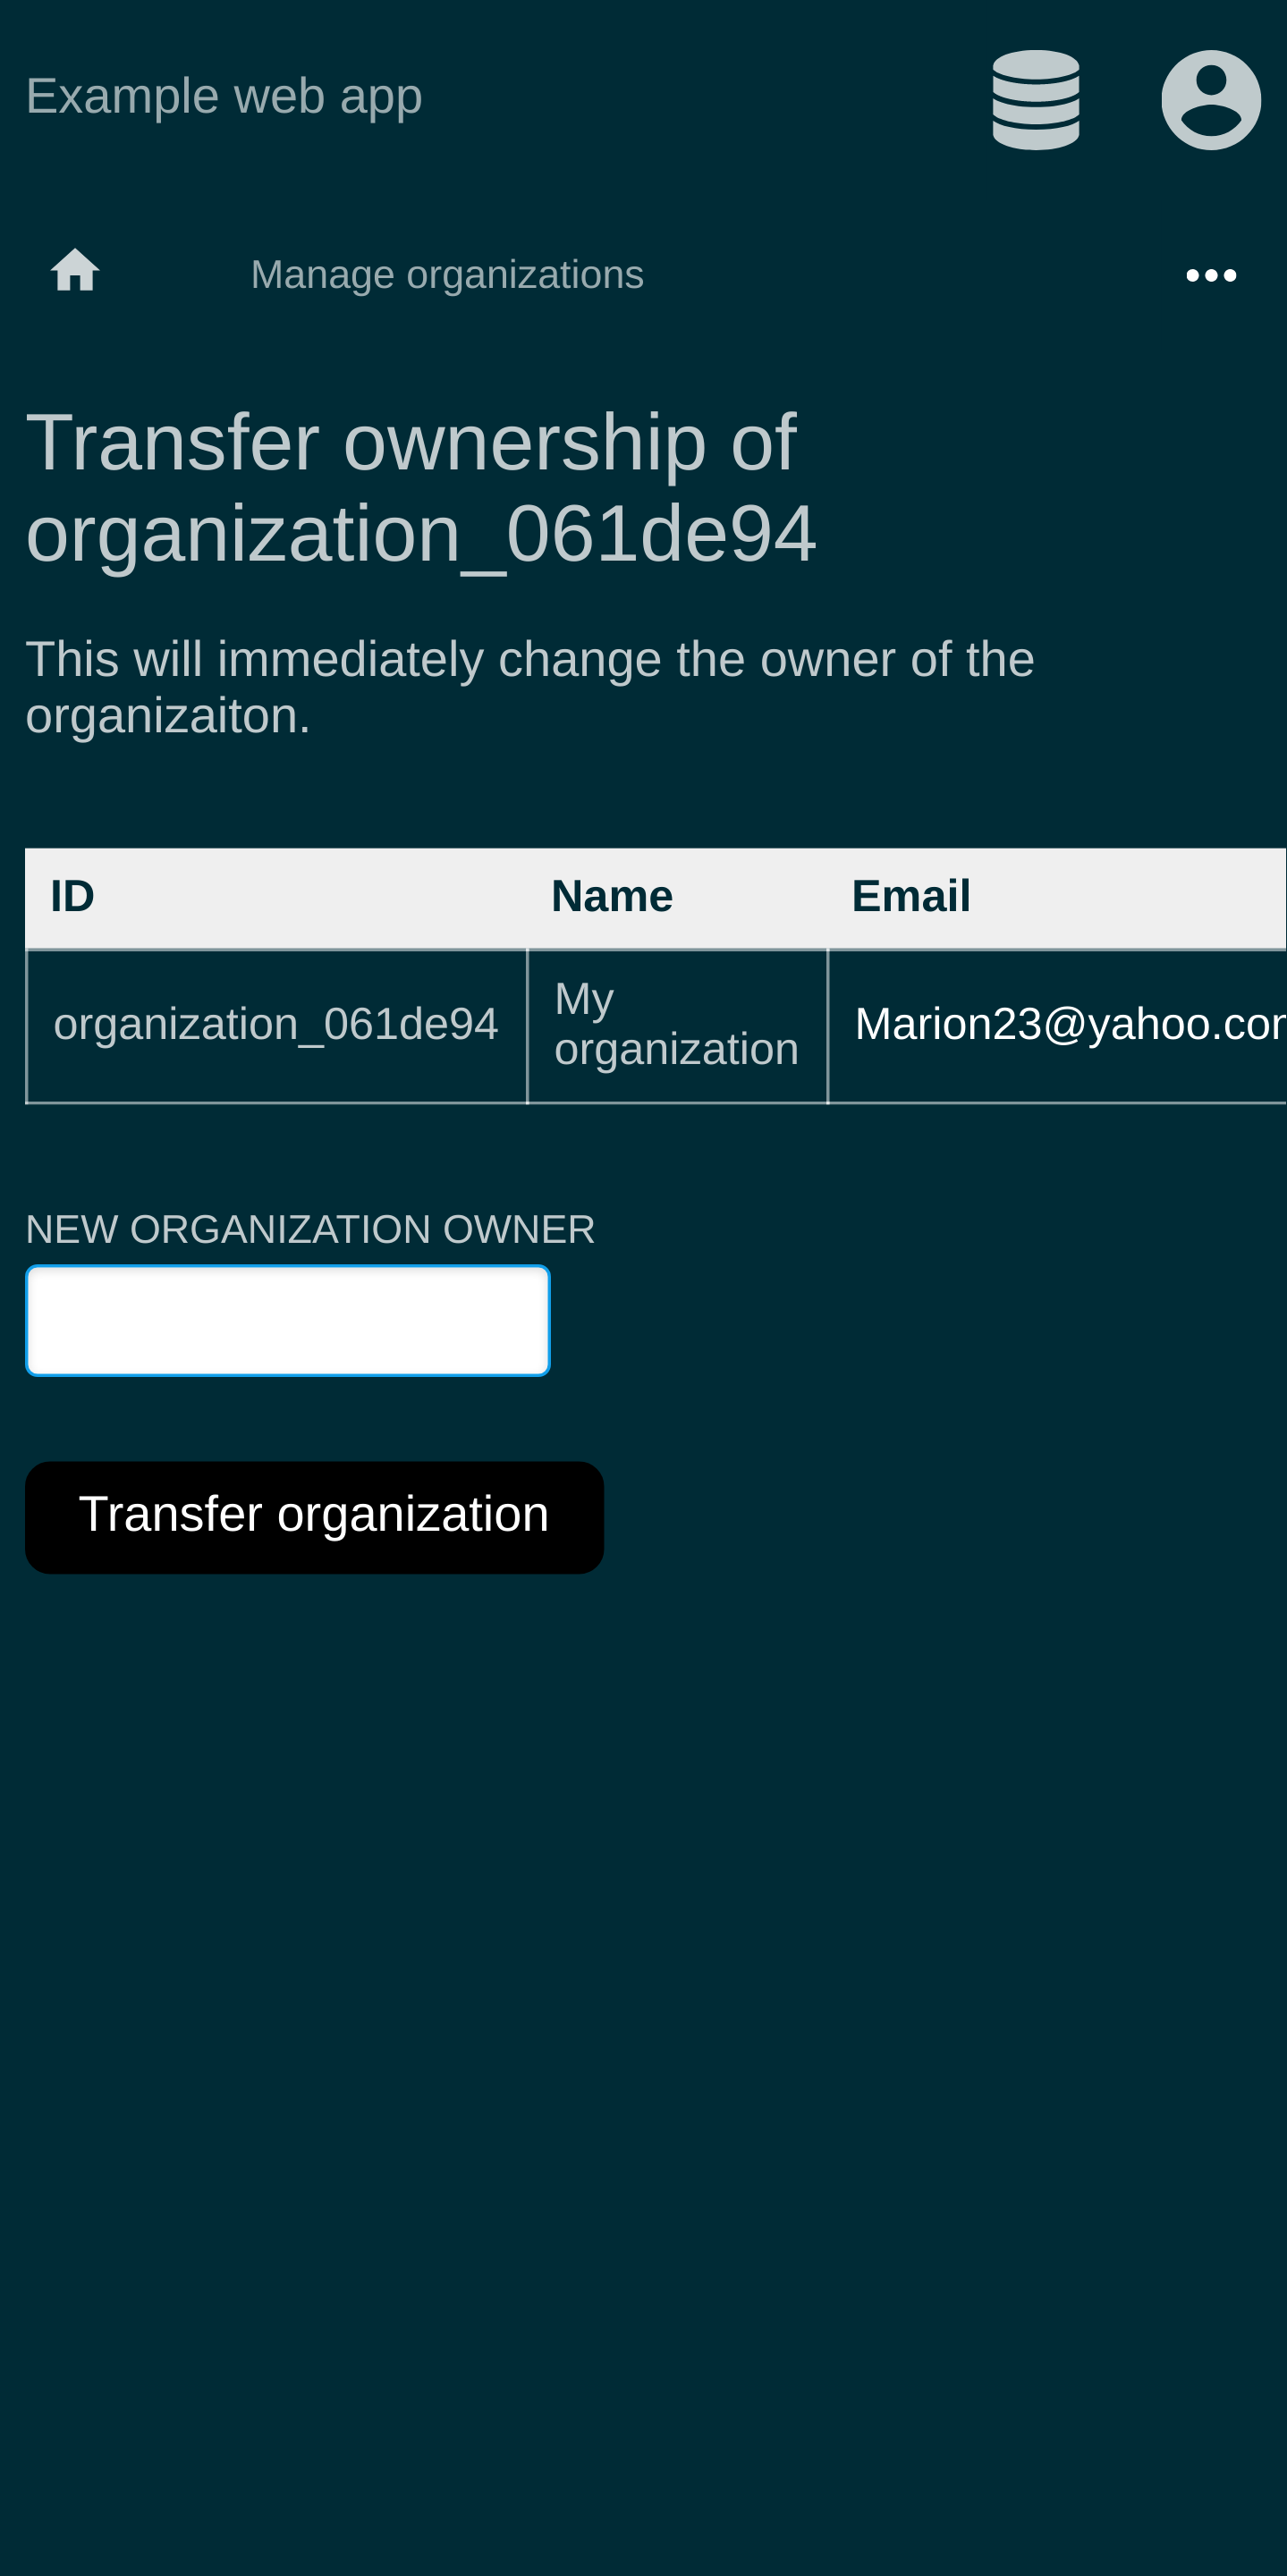 Example web app
Manage organizations
Transfer ownership of
organization_061de94
This will immediately change the owner of the
organizaiton.
ID Name Email
organization_061de94 My organization Marion23@yahoo.cor
NEW ORGANIZATION OWNER
Transfer organization